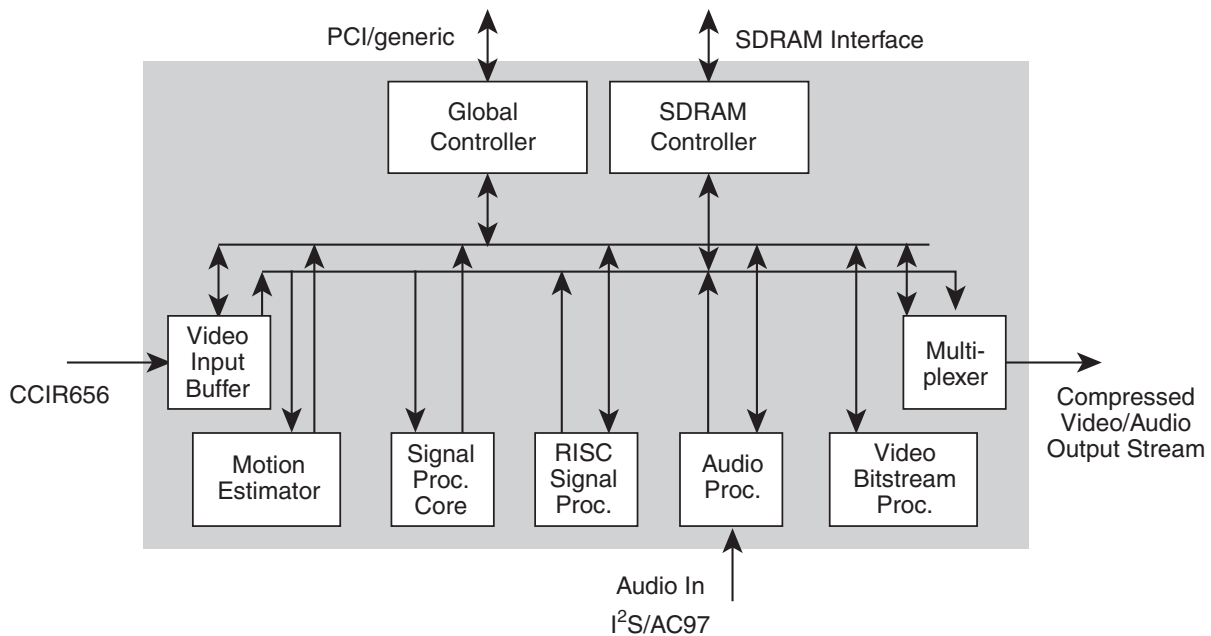 PCI/generic
SDRAM Interface
Global
Controller
SDRAM
Controller
Video
Input
Buffer
CCIR656
Multi-
plexer
Compressed
Video/Audio
Output Stream
Motion
Estimator
Signal
Proc.
Core
RISC
Signal
Proc.
Audio
Proc.
Video
Bitstream
Proc.
Audio In
I²S/AC97